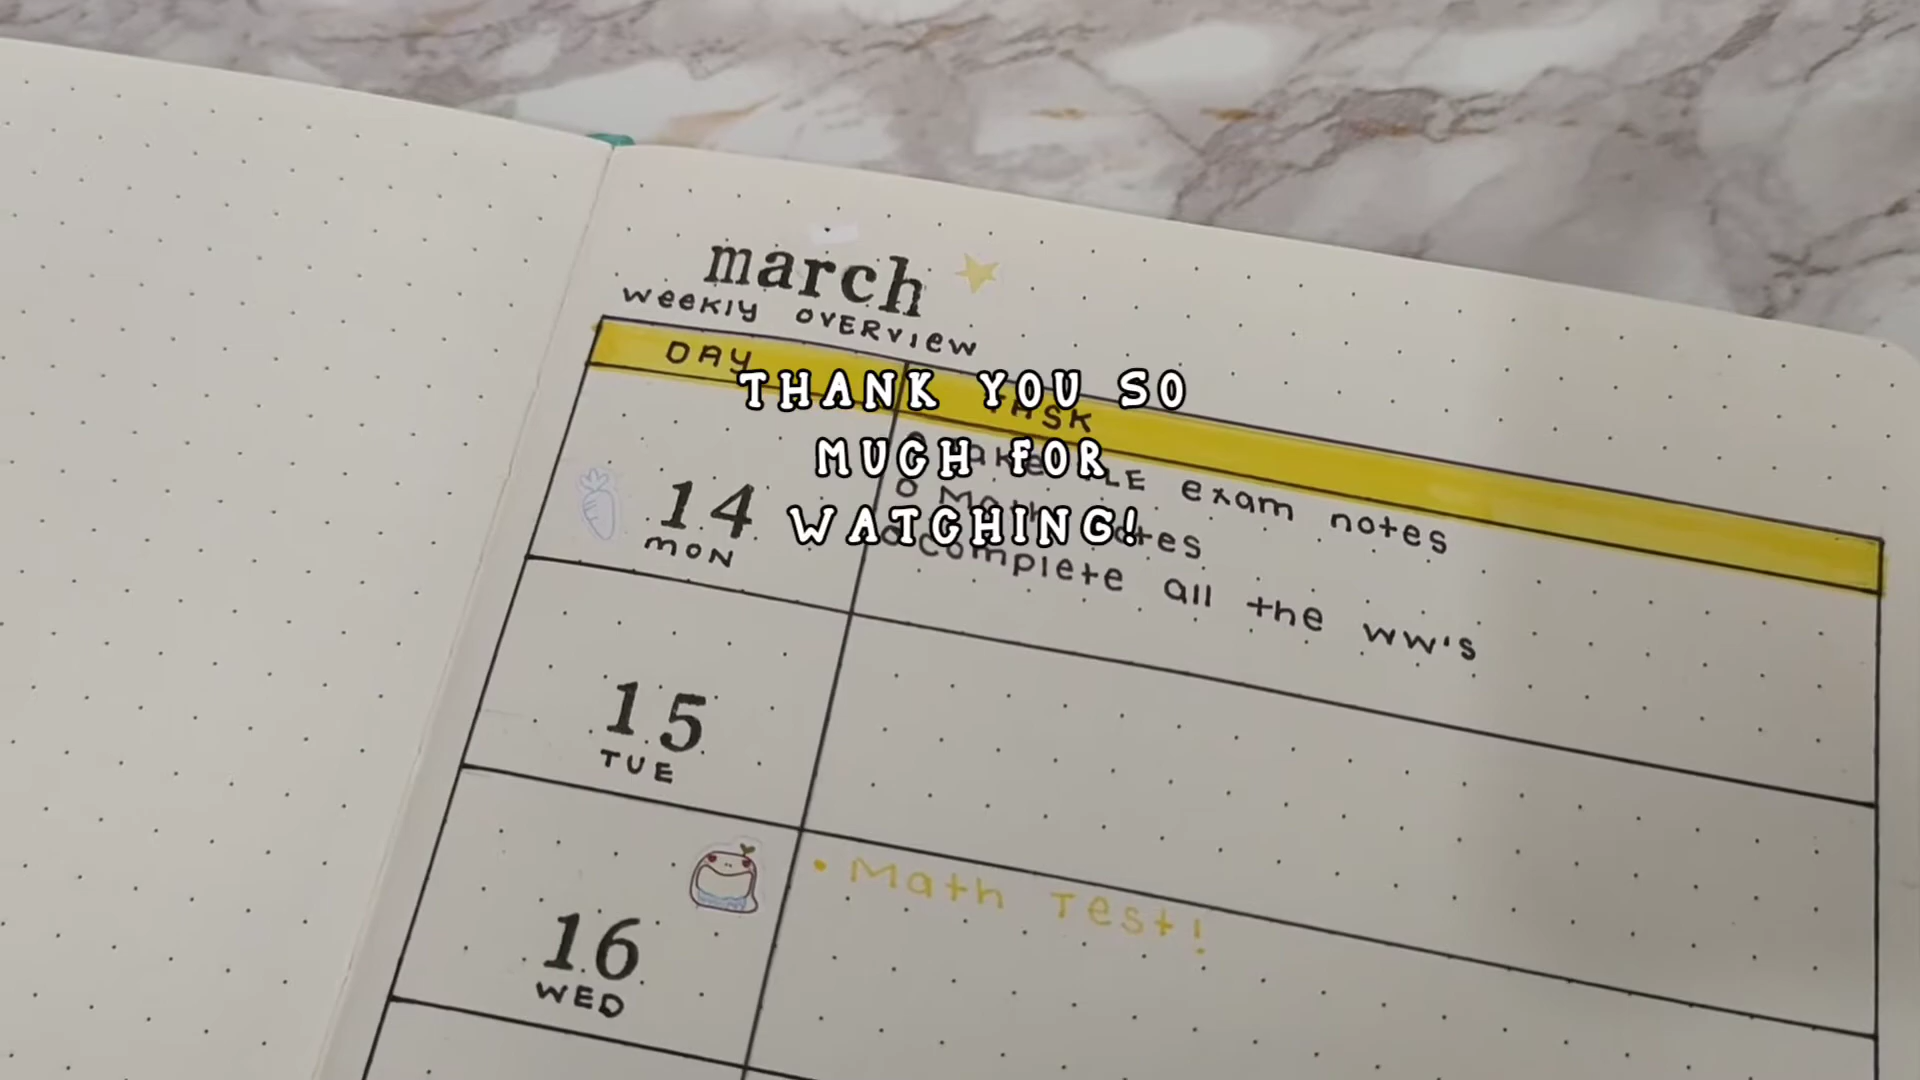 march
weekly overview
DAY
TASK
THANK YOU SO
MUCH FOR
WATCHING!
14
MON
exam notes
Math
complete all the ww's
15
TUE
16
WED
• Math Test!